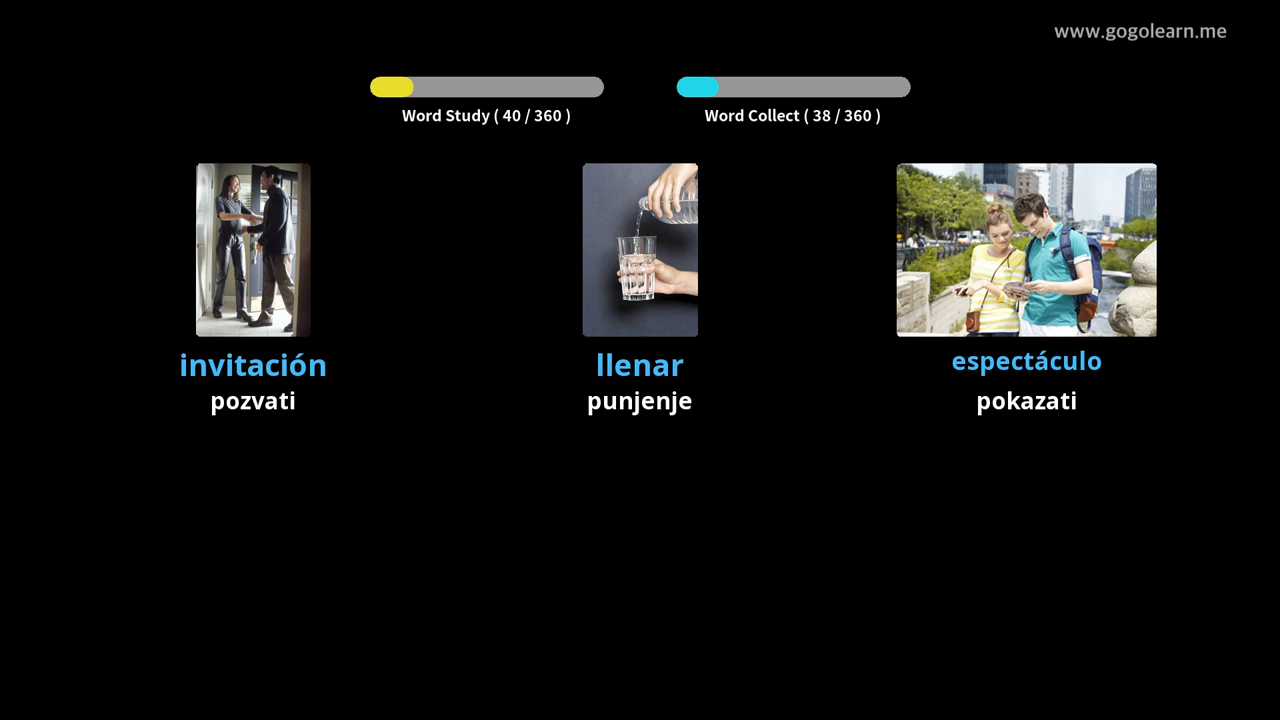 www.gogolearn.me
Word Study ( 40 / 360 )
Word Collect ( 38 / 360 )
invitación
pozvati
llenar
punjenje
espectáculo
pokazati